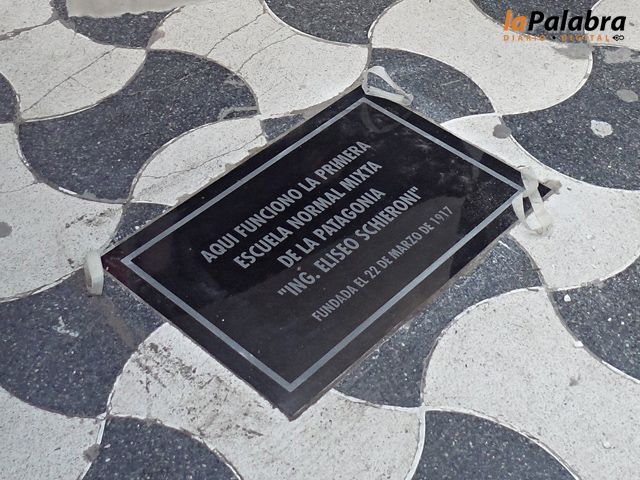 laPalabra
DIARIO • DIGITAL
AQUI FUNCIONO LA PRIMERA
ESCUELA NORMAL MIXTA
DE LA PATAGONIA
"ING. ELISEO SCHIERONI"
FUNDADA EL 22 DE MARZO DE 1917